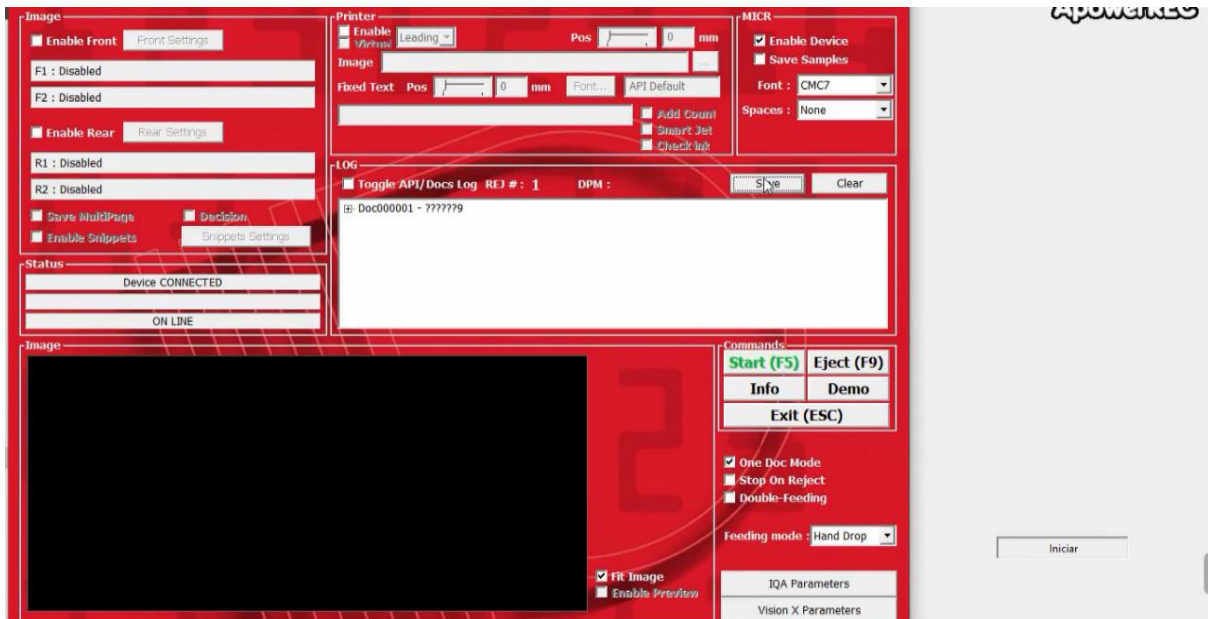 ApowerREC
Image
Enable Front
Front Settings
F1 : Disabled
F2 : Disabled
Enable Rear
Rear Settings
R1 : Disabled
R2 : Disabled
Save MultiPage
Decision
Enable Snippets
Snippets Settings
Printer
Enable
Virtual
Leading
Pos
0
mm
Image
...
Fixed Text Pos
0
mm
Font...
API Default
Add Count
Smart Jet
Check ink
MICR
Enable Device
Save Samples
Font :
CMC7
Spaces :
None
LOG
Toggle API/Docs Log REJ # : 1
DPM :
Save
Clear
Doc000001 - ??????9
Status
Device CONNECTED
ON LINE
Image
Fit Image
Enable Preview
Commands
Start (F5)
Eject (F9)
Info
Demo
Exit (ESC)
One Doc Mode
Stop On Reject
Double-Feeding
Feeding mode :
Hand Drop
IQA Parameters
Vision X Parameters
Iniciar